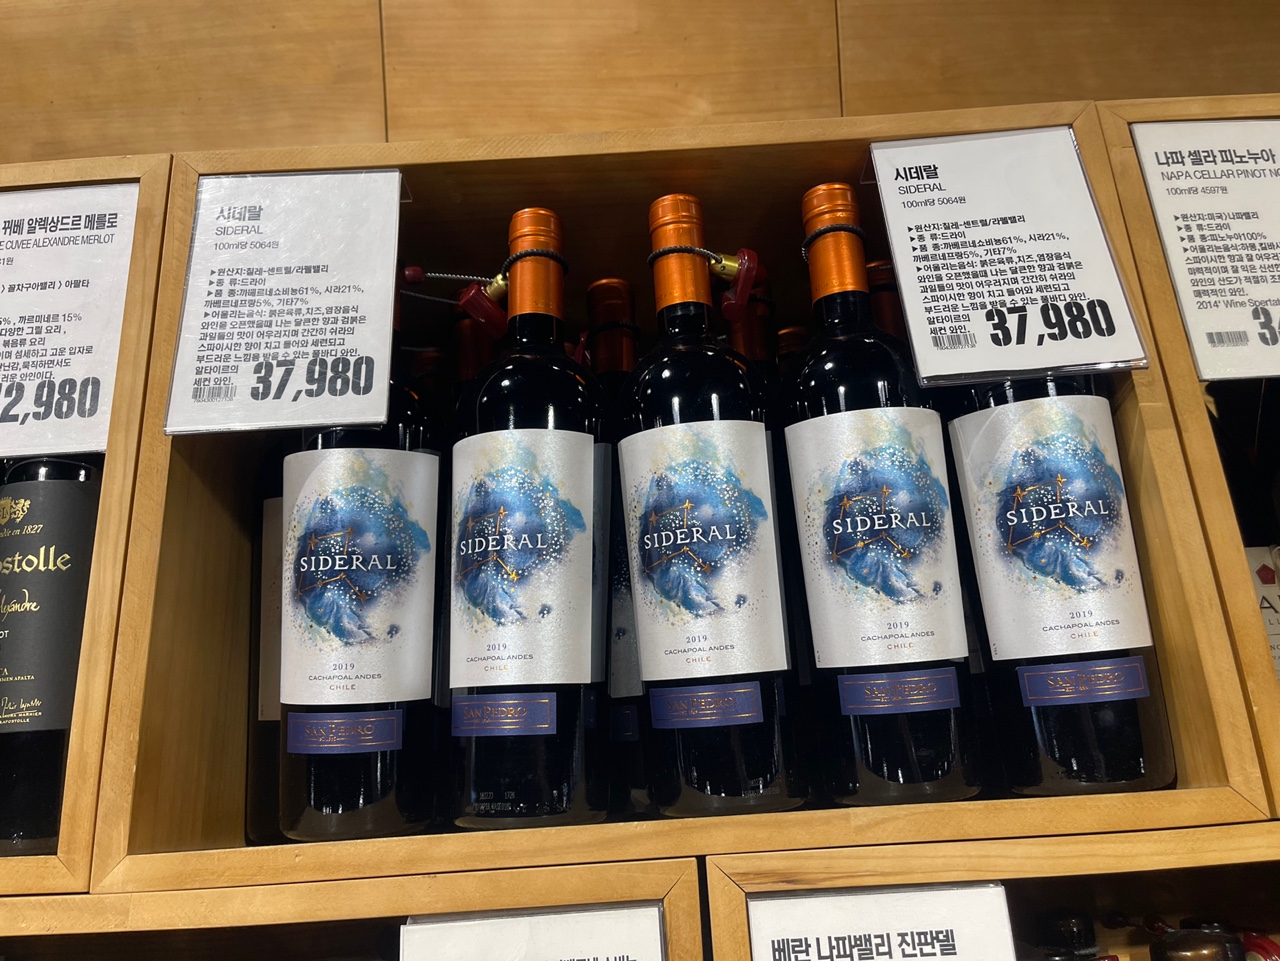 꾸베 알렉상드르 메를로
CUVEE ALEXANDRE MERLOT
콜차구아밸리 > 아팔타
까르미네르 15%
다양한 그릴 요리,
볶음류 요리
이며 섬세하고 고운 입자로
묵직하면서도
2,980
en 1827
시데랄
SIDERAL
100ml당 5064원
▶원산지:칠레-센트럴/라펠밸리
▶종 류:드라이
▶품 종:까베르네쇼비뇽61%, 시라21%,
까베르네프랑5%, 기타7%
▶어울리는음식: 붉은육류,치즈,염장음식
와인을 오픈했을때 나는 달큰한 향과 검붉은
과일들의 맛이 어우러지며 간간히 쉬라의
스파이시한 향이 치고 들어와 세련되고
부드러운 느낌을 받을 수 있는 풀바디 와인.
알타이르의
세컨 와인.
37,980
시데랄
SIDERAL
100ml당 5064원
▶원산지:칠레-센트럴/라펠밸리
▶종 류:드라이
▶품 종:까베르네쇼비뇽61%, 시라21%,
까베르네프랑5%, 기타7%
▶어울리는음식: 붉은육류,치즈,염장음식
와인을 오픈했을때 나는 달큰한 향과 검붉은
과일들의 맛이 어우러지며 간간히 쉬라의
스파이시한 향이 치고 들어와 세련되고
부드러운 느낌을 받을 수 있는 풀바디 와인.
알타이르의
세컨 와인.
37,980
나파 셀라 피노누아
NAPA CELLAR PINOT
100ml당 4597원
▶원산지:미국>나파밸리
▶종 류:드라이
▶품 종:피노누아100%
매력적인 와인.
2014' "Wine
SIDERAL
2019
CACHAPOAL ANDES
CHILE
SAN PEDRO
SIDERAL
2019
CACHAPOAL ANDES
CHILE
SAN PEDRO
SIDERAL
2019
CACHAPOAL ANDES
CHILE
SAN PEDRO
SIDERAL
2019
CACHAPOAL ANDES
CHILE
SAN PEDRO
SIDERAL
2019
CACHAPOAL ANDES
CHILE
SAN PEDRO
베란 나파밸리 진판델